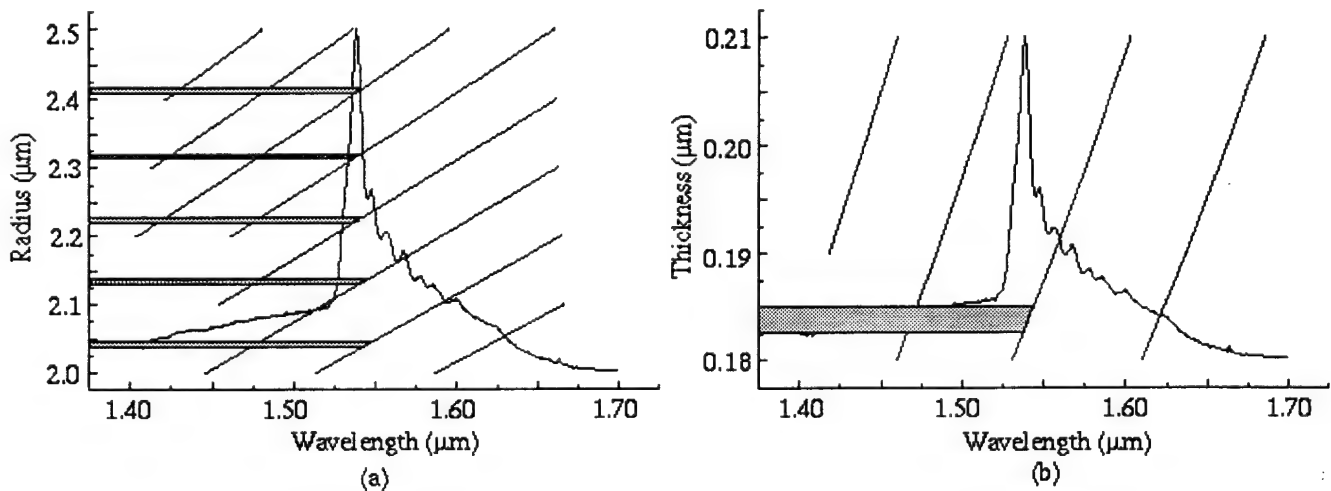 2.5
2.4
2.3
2.2
2.1
2.0
Radius (µm)
1.40 1.50 1.60 1.70
Wavelength (µm)
(a)
0.21
0.20
0.19
0.18
Thickness (µm)
1.40 1.50 1.60 1.70
Wavelength (µm)
(b)